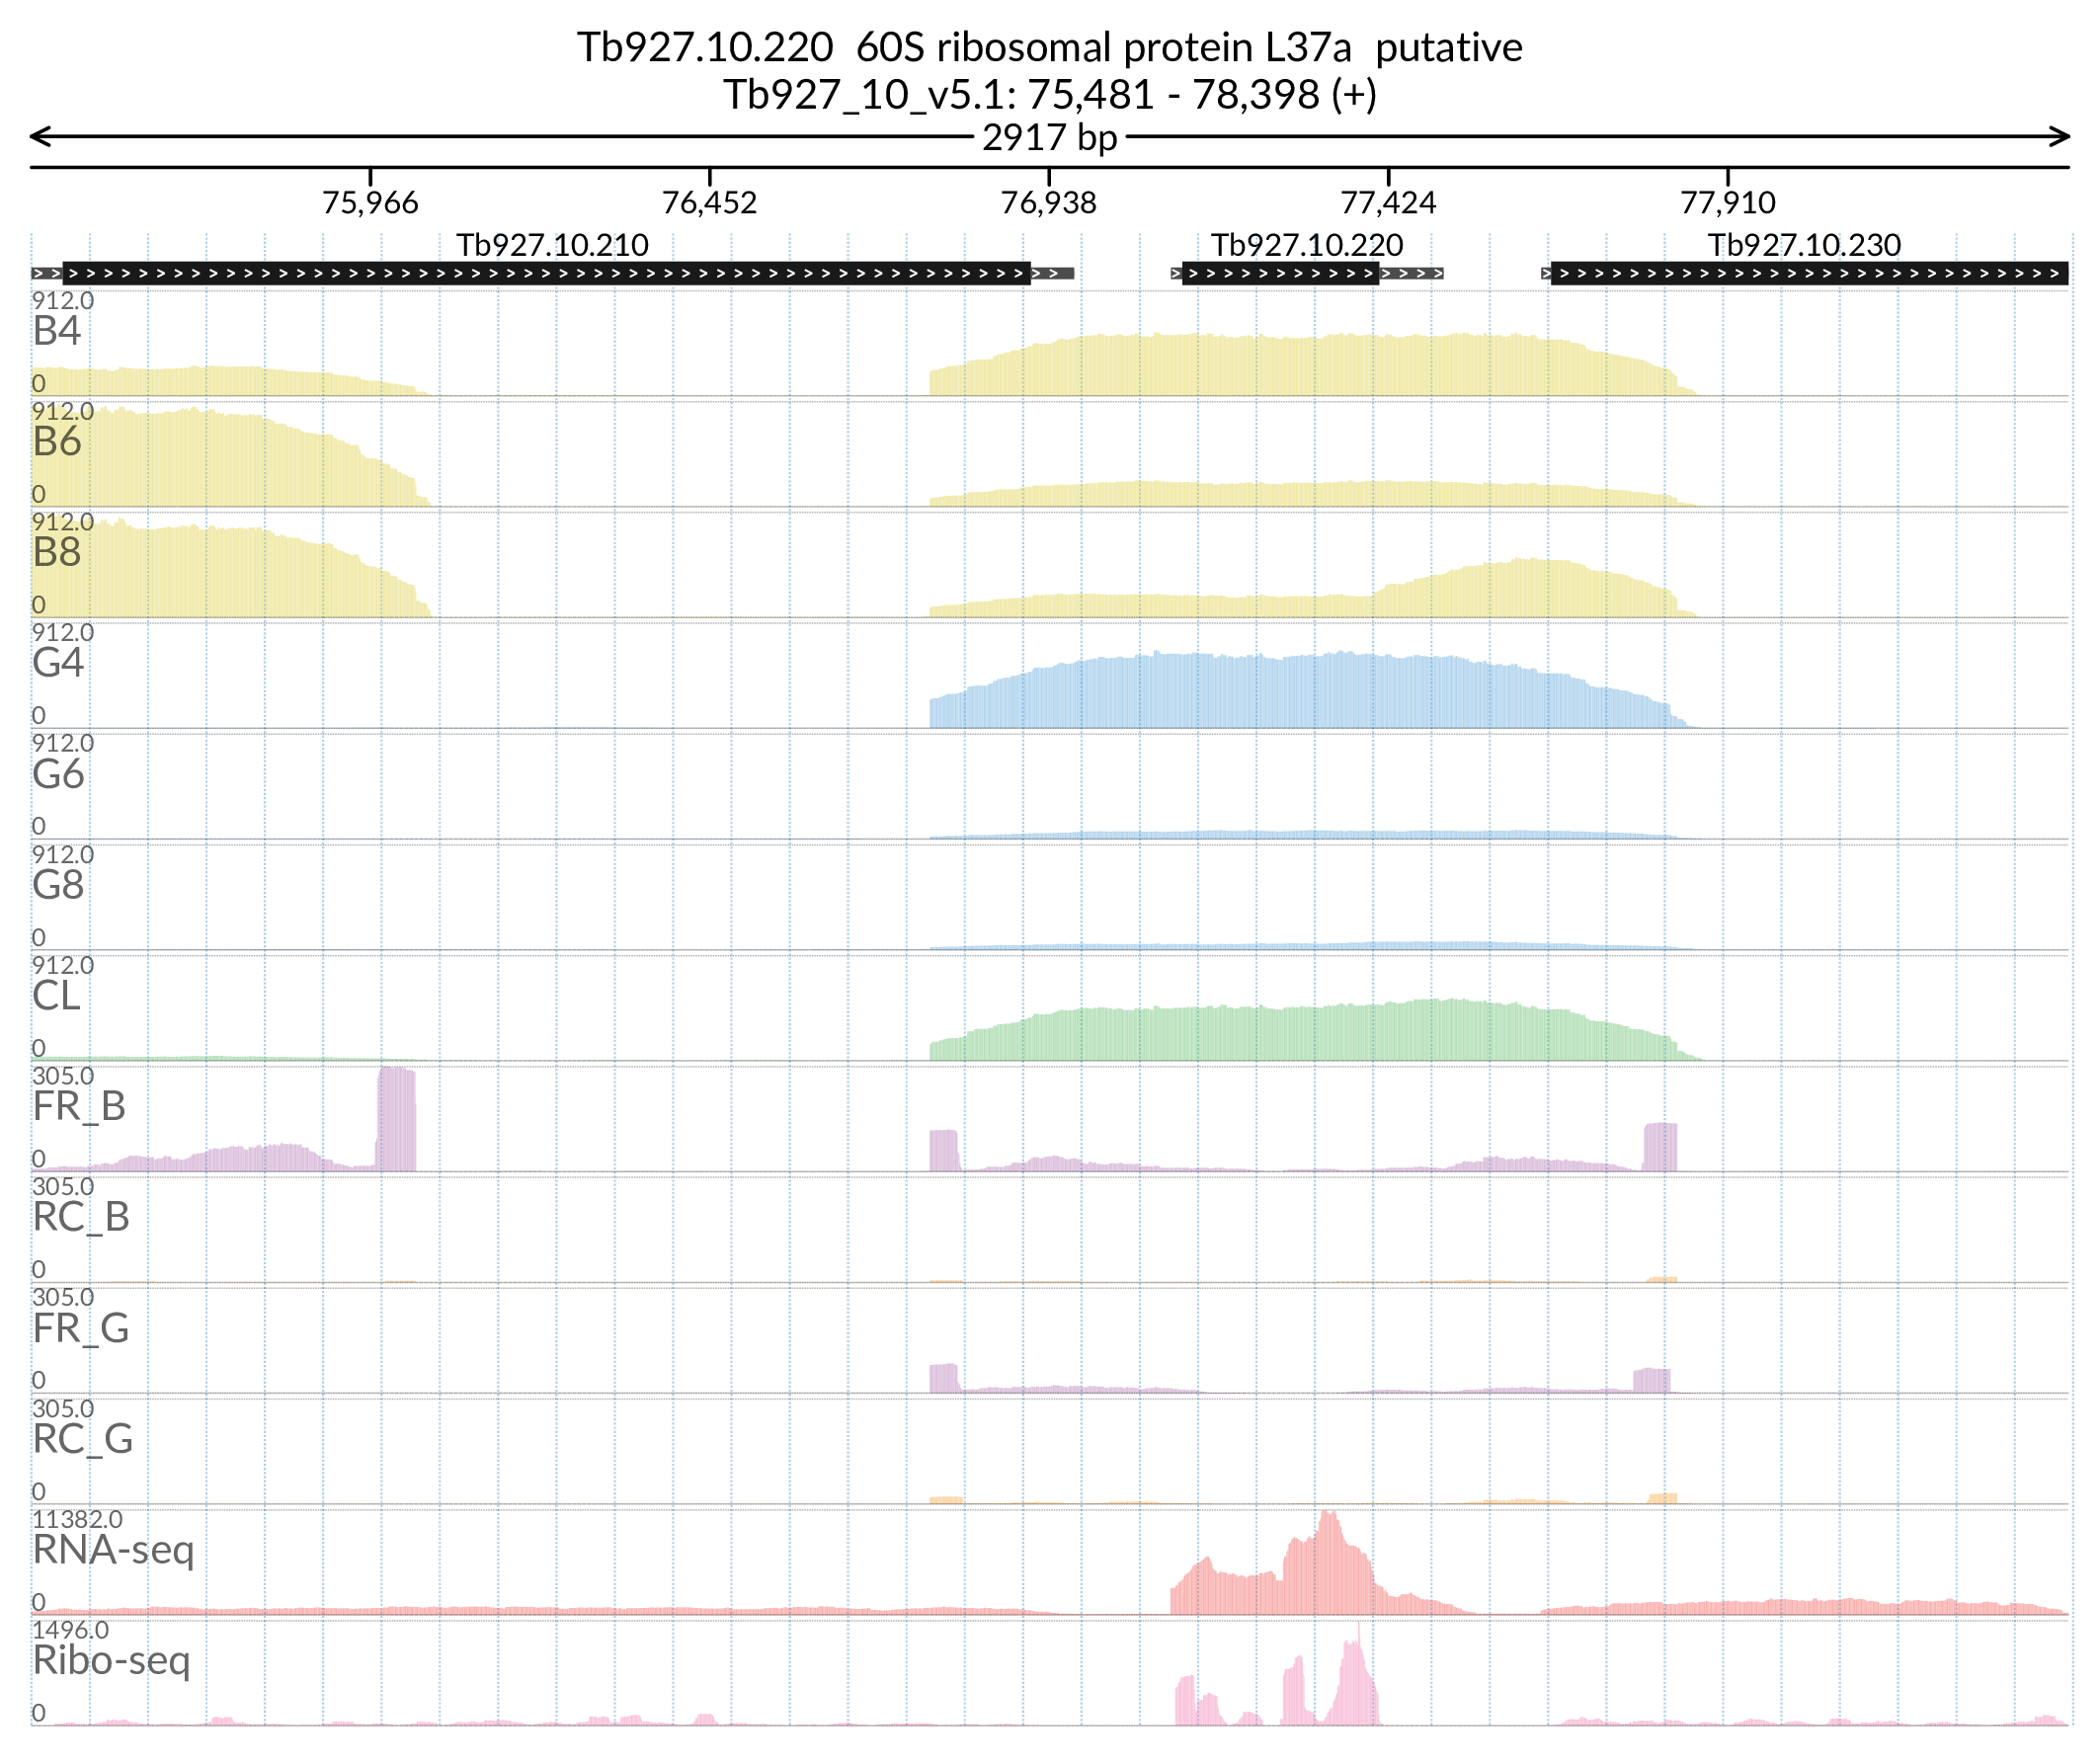 Tb927.10.220  60S ribosomal protein L37a  putative
Tb927_10_v5.1: 75,481 - 78,398 (+)
2917 bp
75,966 76,452 76,938 77,424 77,910
Tb927.10.210 Tb927.10.220 Tb927.10.230
912.0
B4
0
912.0
B6
0
912.0
B8
0
912.0
G4
0
912.0
G6
0
912.0
G8
0
912.0
CL
0
305.0
FR_B
0
305.0
RC_B
0
305.0
FR_G
0
305.0
RC_G
0
11382.0
RNA-seq
0
1496.0
Ribo-seq
0